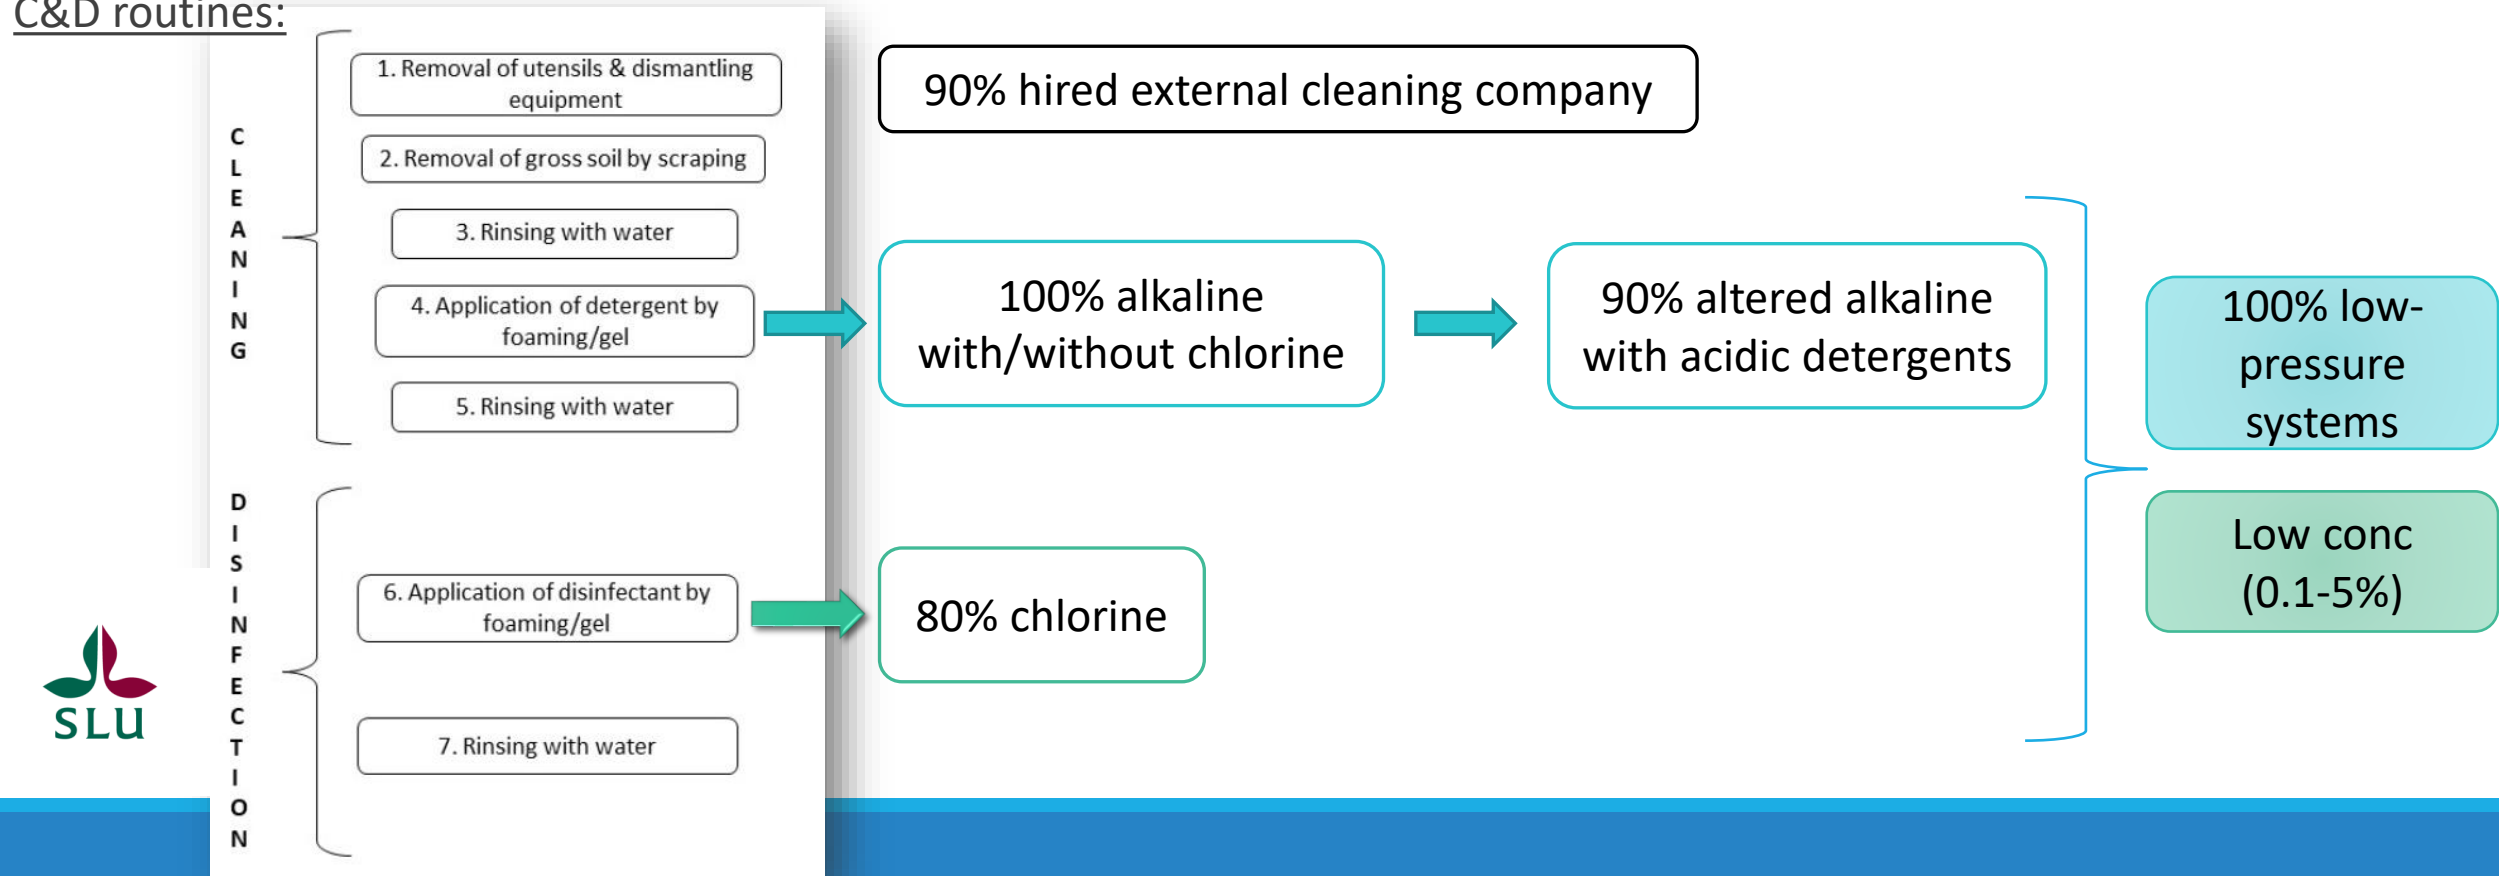 C&D routines:
CLEANING
1. Removal of utensils & dismantling
equipment
2. Removal of gross soil by scraping
3. Rinsing with water
4. Application of detergent by
foaming/gel
5. Rinsing with water
DISINFECTION
6. Application of disinfectant by
foaming/gel
7. Rinsing with water
90% hired external cleaning company
100% alkaline
with/without chlorine
90% altered alkaline
with acidic detergents
80% chlorine
100% low-
pressure
systems
Low conc
(0.1-5%)
SLU